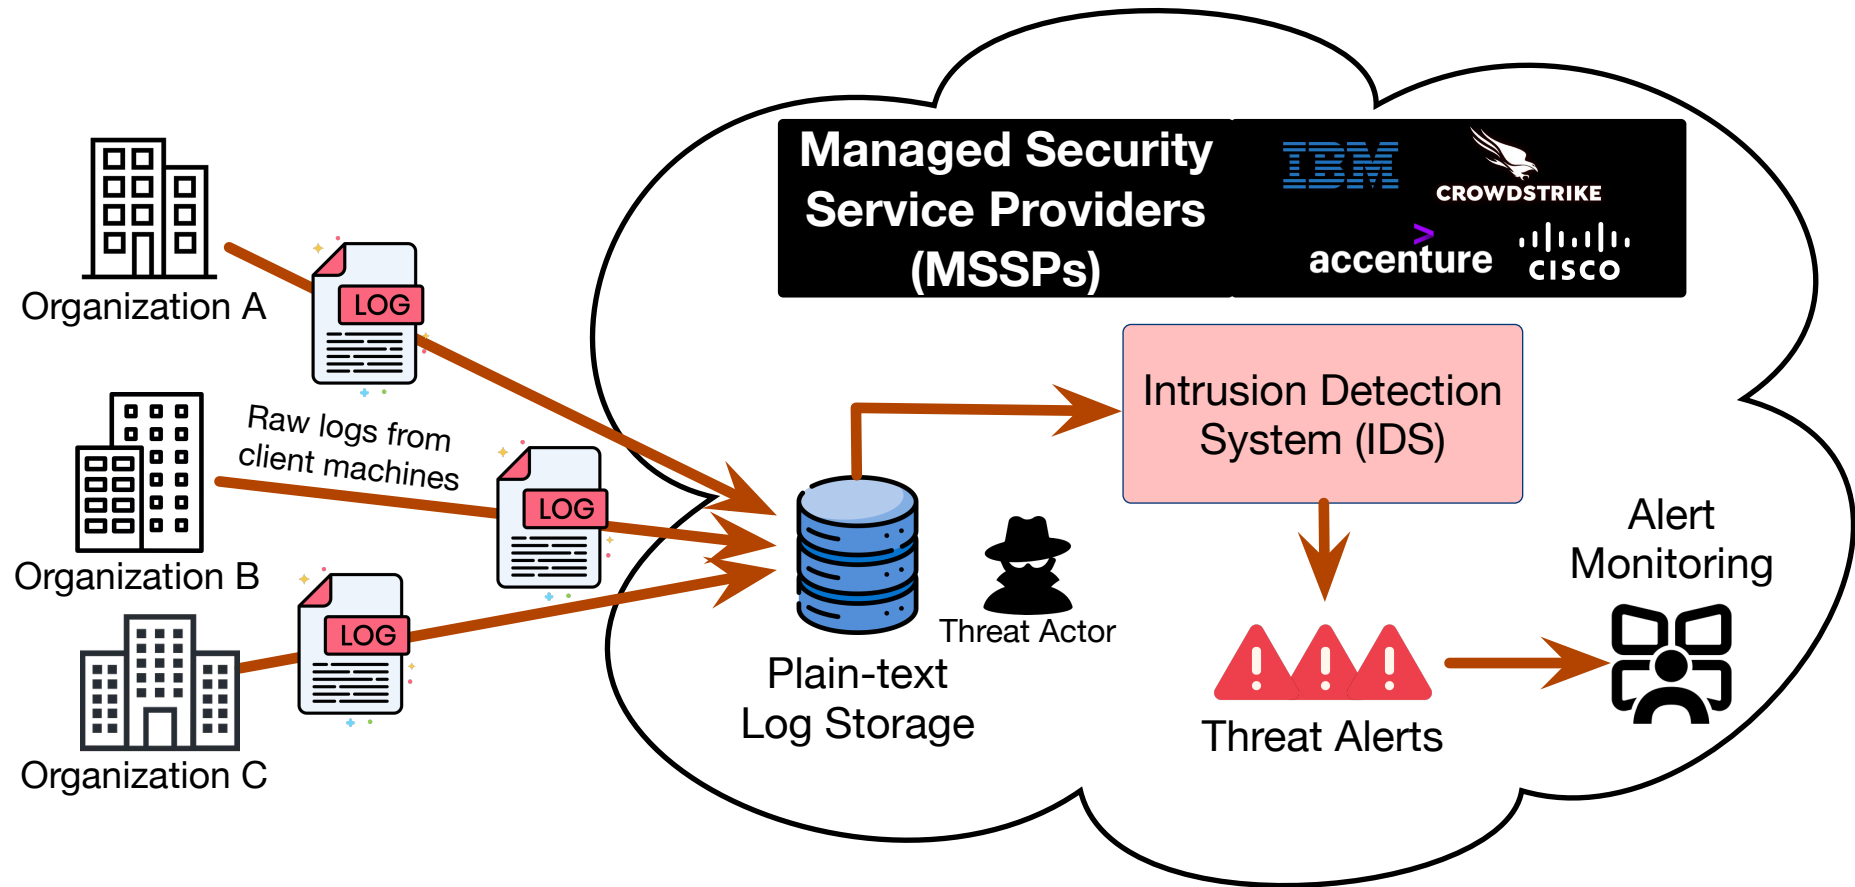 Managed Security
Service Providers
(MSSPs)
IBM
CROWDSTRIKE
>
accenture
CISCO
Organization A
LOG
Raw logs from
client machines
LOG
Organization B
LOG
Organization C
Plain-text
Log Storage
Threat Actor
Intrusion Detection
System (IDS)
Threat Alerts
Alert
Monitoring